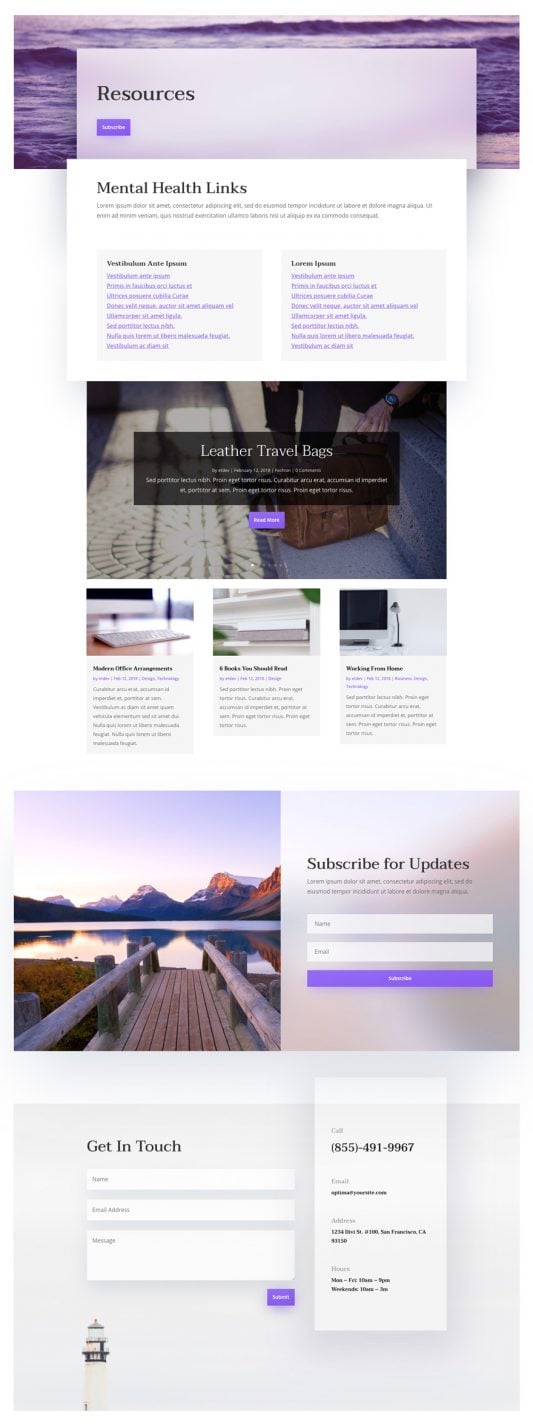 Resources
Subscribe
Mental Health Links
Lorem ipsum dolor sit amet, consectetur adipiscing elit, sed do eiusmod tempor incididunt ut labore et dolore magna aliqua. Ut
enim ad minim veniam, quis nostrud exercitation ullamco laboris nisi ut aliquip ex ea commodo consequat.
Vestibulum Ante Ipsum
Vestibulum ante ipsum
Primis in faucibus orci luctus et
Ultrices posuere cubilia Curae
Donec velit neque, auctor sit amet aliquam vel
Ullamcorper sit amet ligula.
Sed porttitor lectus nibh.
Nulla quis lorem ut libero malesuada feugiat.
Vestibulum ac diam sit
Lorem Ipsum
Vestibulum ante ipsum
Primis in faucibus orci luctus et
Ultrices posuere cubilia Curae
Donec velit neque, auctor sit amet aliquam vel
Ullamcorper sit amet ligula.
Sed porttitor lectus nibh.
Nulla quis lorem ut libero malesuada feugiat.
Vestibulum ac diam sit
Leather Travel Bags
by etdev | February 12, 2018 | Fashion | 0 Comments
Sed porttitor lectus nibh. Proin eget tortor risus. Curabitur arcu erat, accumsan id imperdiet
et, porttitor at sem. Proin eget tortor risus. Proin eget tortor risus.
Read More
Modern Office Arrangements
by etdev | Feb 12, 2018 | Design, Technology
Curabitur arcu erat, accumsan id
imperdiet et, porttitor at sem.
Vestibulum ac diam sit amet quam
vehicula elementum sed sit amet dui.
Nulla quis lorem ut libero malesuada
feugiat. Nulla quis lorem ut libero
malesuada feugiat.
6 Books You Should Read
by etdev | Feb 12, 2018 | Design
Sed porttitor lectus nibh. Proin eget
tortor risus. Curabitur arcu erat,
accumsan id imperdiet et, porttitor at
sem. Proin eget tortor risus. Proin eget
tortor risus.
Working From Home
by etdev | Feb 12, 2018 | Business, Design,
Technology
Sed porttitor lectus nibh. Proin eget
tortor risus. Curabitur arcu erat,
accumsan id imperdiet et, porttitor at
sem. Proin eget tortor risus. Proin eget
tortor risus.
Subscribe for Updates
Lorem ipsum dolor sit amet, consectetur adipiscing elit, sed do
eiusmod tempor incididunt ut labore et dolore magna aliqua.
Name
Email
Subscribe
Get In Touch
Name
Email Address
Message
Submit
Call
(855)-491-9967
Email
optima@yoursite.com
Address
1234 Divi St. #100, San Francisco, CA
93150
Hours
Mon – Fri: 10am – 9pm
Weekends: 10am – 3m